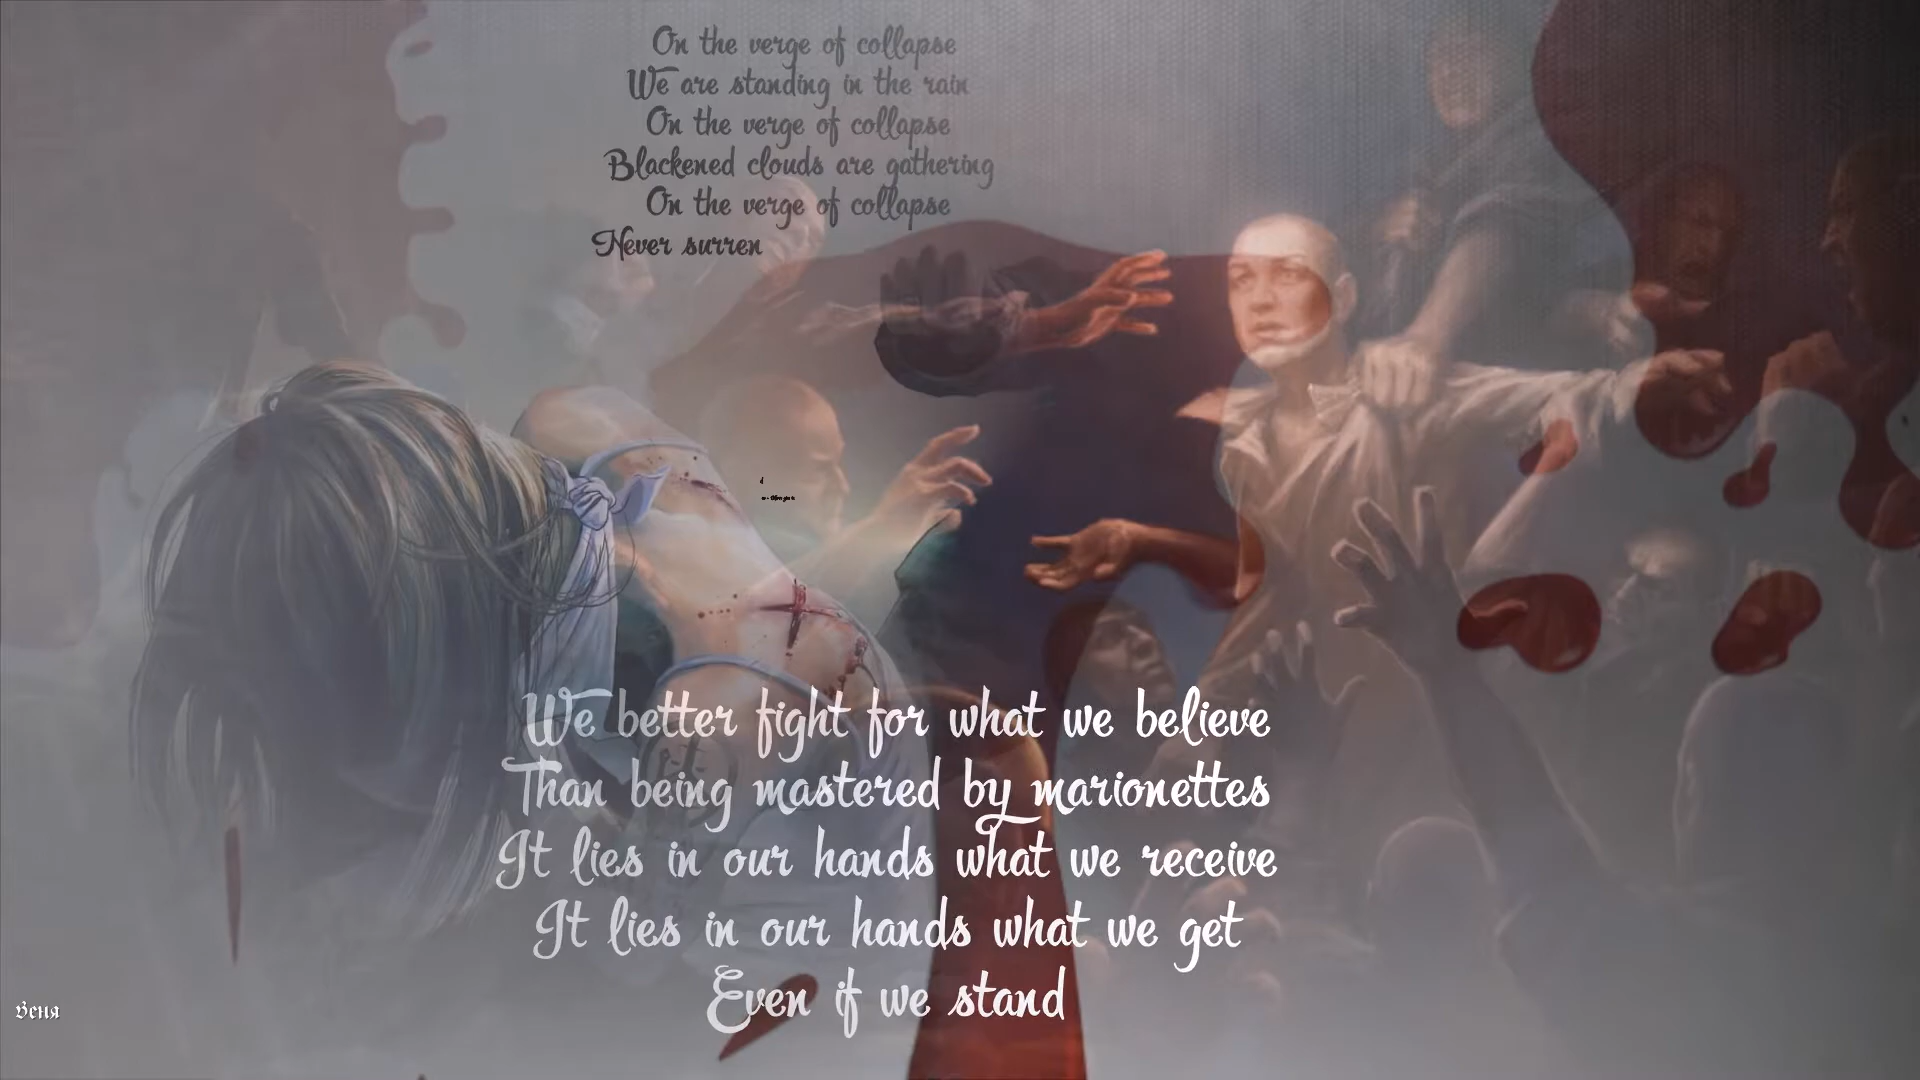 On the verge of collapse
We are standing in the rain
On the verge of collapse
Blackened clouds are gathering
On the verge of collapse
Never surren
d
We better fight for what we believe
Than being mastered by marionettes
It lies in our hands what we receive
It lies in our hands what we get
Even if we stand
Веня